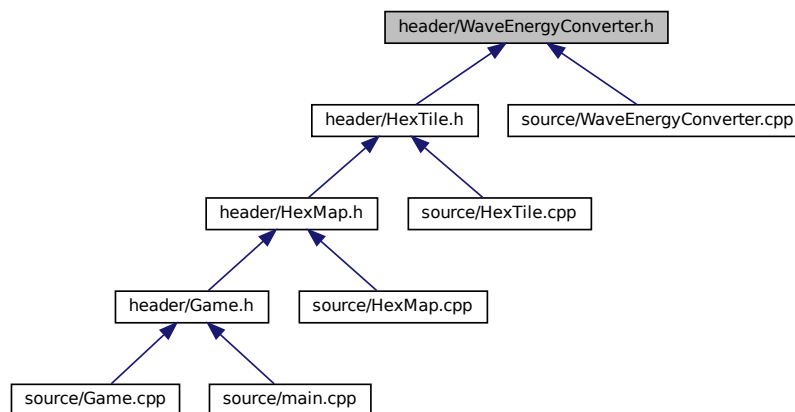 header/WaveEnergyConverter.h
header/HexTile.h
source/WaveEnergyConverter.cpp
header/HexMap.h
source/HexTile.cpp
header/Game.h
source/HexMap.cpp
source/Game.cpp
source/main.cpp